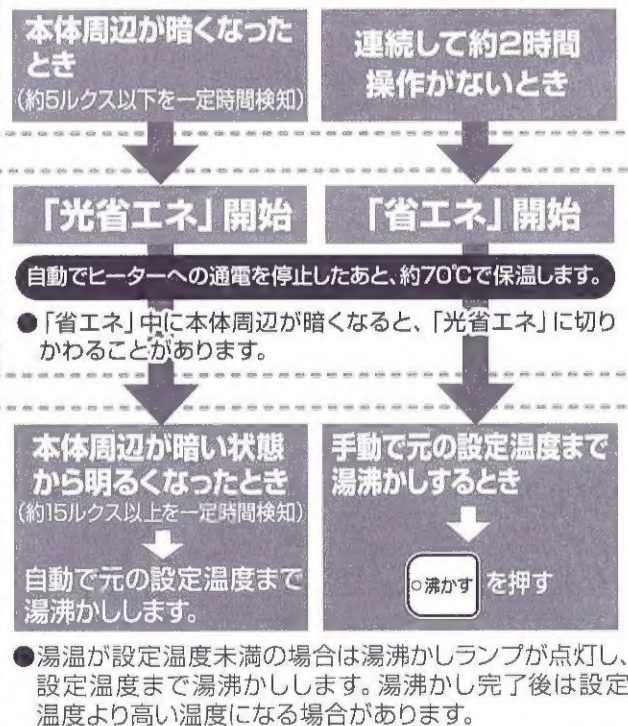 本体周辺が暗くなった
とき
(約5ルクス以下を一定時間検知)
連続して約2時間
操作がないとき
「光省エネ」開始
「省エネ」開始
自動でヒーターへの通電を停止したあと、約70℃で保温します。
●「省エネ」中に本体周辺が暗くなると、「光省エネ」に切り
かわることがあります。
本体周辺が暗い状態
から明るくなったとき
(約15ルクス以上を一定時間検知)
自動で元の設定温度まで
湯沸かしします。
手動で元の設定温度まで
湯沸かしするとき
○沸かす を押す
●湯温が設定温度未満の場合は湯沸かしランプが点灯し、
設定温度まで湯沸かしします。湯沸かし完了後は設定
温度より高い温度になる場合があります。